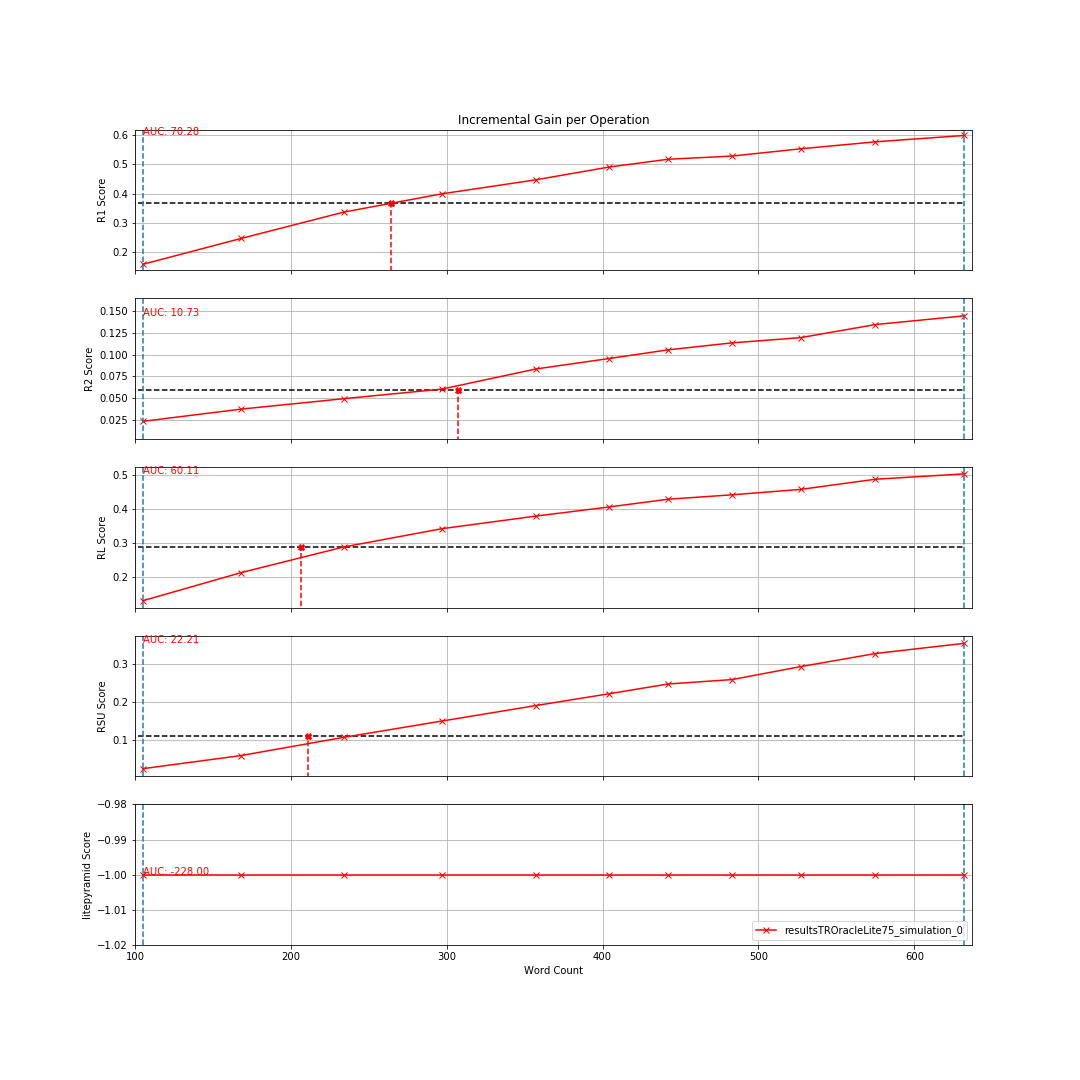 Incremental Gain per Operation
AUC: 70.28
0.6
0.5
0.4
0.3
0.2
R1 Score
AUC: 10.73
0.150
0.125
0.100
0.075
0.050
0.025
R2 Score
AUC: 60.11
0.5
0.4
0.3
0.2
RL Score
AUC: 22.21
0.3
0.2
0.1
RSU Score
−0.98
−0.99
−1.00
−1.01
−1.02
AUC: -228.00
litepyramid Score
resultsTROracleLite75_simulation_0
100 200 300 400 500 600
Word Count